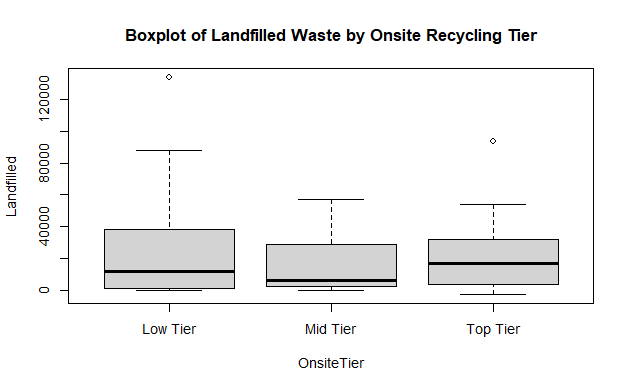 Boxplot of Landfilled Waste by Onsite Recycling Tier
Landfilled
120000
80000
40000
0
Low Tier
Mid Tier
Top Tier
OnsiteTier